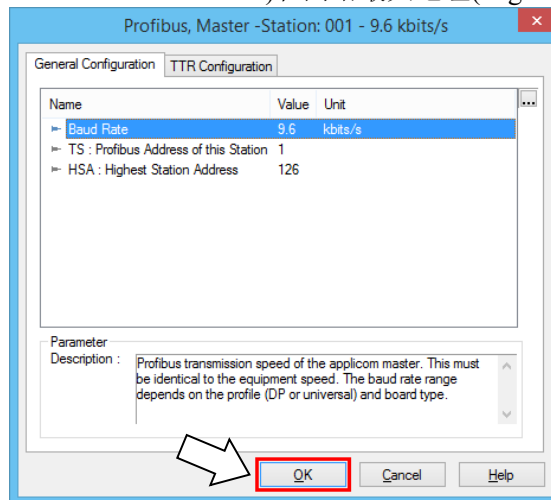 Profibus, Master -Station: 001 - 9.6 kbits/s
General Configuration TTR Configuration
Name Value Unit
Baud Rate 9.6 kbits/s
TS : Profibus Address of this Station 1
HSA : Highest Station Address 126
Parameter
Description : Profibus transmission speed of the applicom master. This must
be identical to the equipment speed. The baud rate range
depends on the profile (DP or universal) and board type.
OK Cancel Help